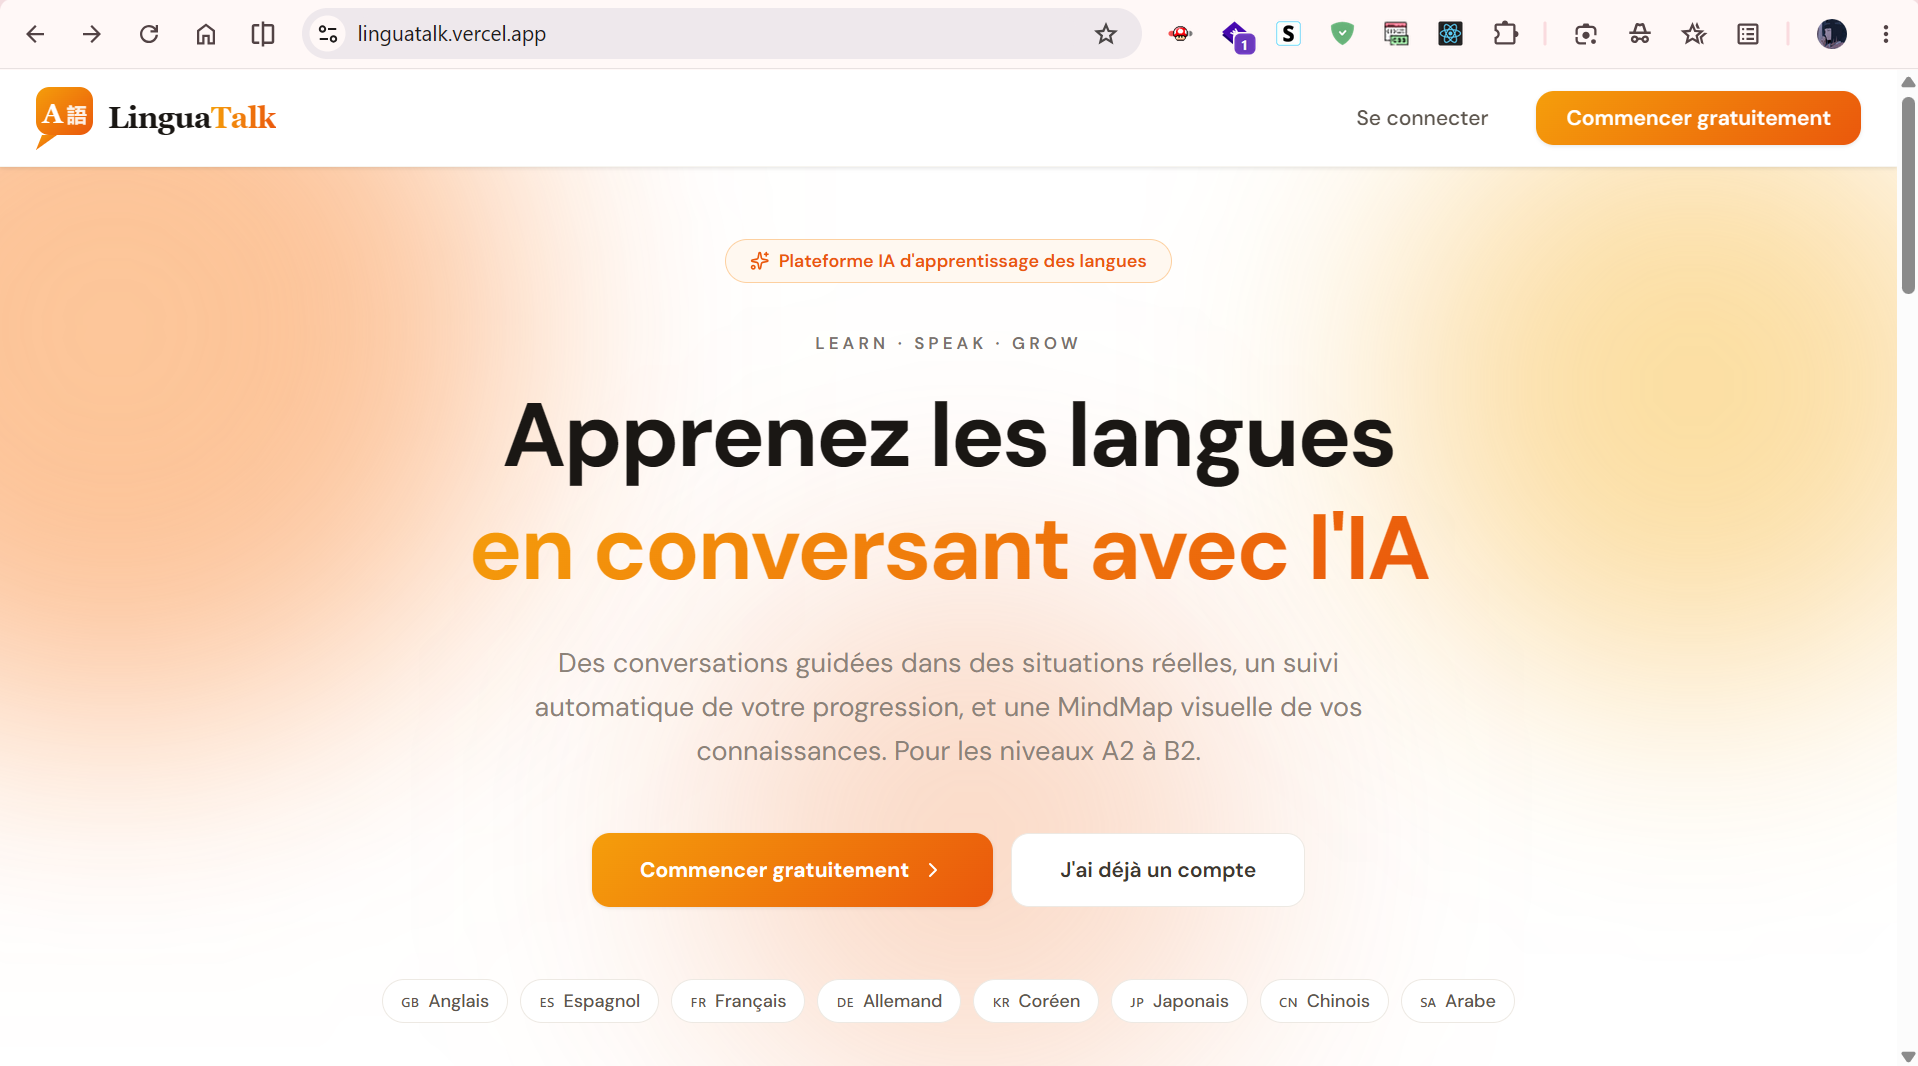 linguatalk.vercel.app
1
S
A 語
LinguaTalk
Se connecter
Commencer gratuitement
Plateforme IA d'apprentissage des langues
LEARN · SPEAK · GROW
Apprenez les langues
en conversant avec l'IA
Des conversations guidées dans des situations réelles, un suivi
automatique de votre progression, et une MindMap visuelle de vos
connaissances. Pour les niveaux A2 à B2.
Commencer gratuitement
J'ai déjà un compte
GB Anglais
ES Espagnol
FR Français
DE Allemand
KR Coréen
JP Japonais
CN Chinois
SA Arabe